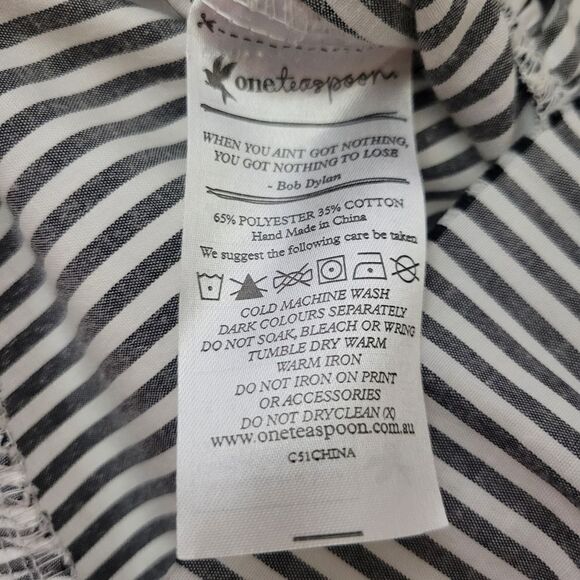 oneteaspoon
WHEN YOU AINT GOT NOTHING,
YOU GOT NOTHING TO LOSE
- Bob Dylan
65% POLYESTER 35% COTTON
Hand Made in China
We suggest the following care be taken
COLD MACHINE WASH
DARK COLOURS SEPARATELY
DO NOT SOAK, BLEACH OR WRING
TUMBLE DRY WARM
WARM IRON
DO NOT IRON ON PRINT
OR ACCESSORIES
DO NOT DRYCLEAN (X)
www.oneteaspoon.com.au
C51CHINA